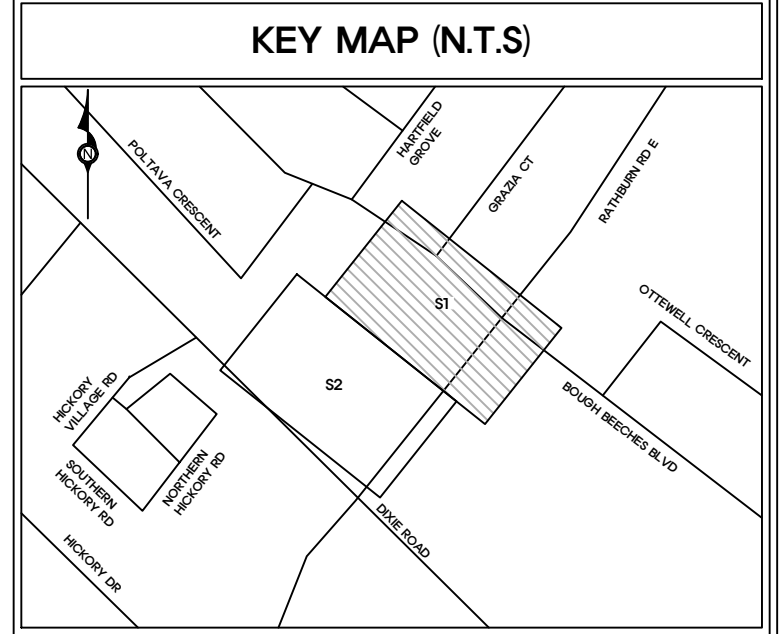 KEY MAP (N.T.S)
N
POLTAVA CRESCENT
HARTFIELD
GROVE
GRAZIA CT
RATHBURN RD E
S1
OTTEWELL CRESCENT
S2
HICKORY
VILLAGE RD
BOUGH BEECHES BLVD
SOUTHERN
HICKORY RD
NORTHERN
HICKORY RD
DIXIE ROAD
HICKORY DR